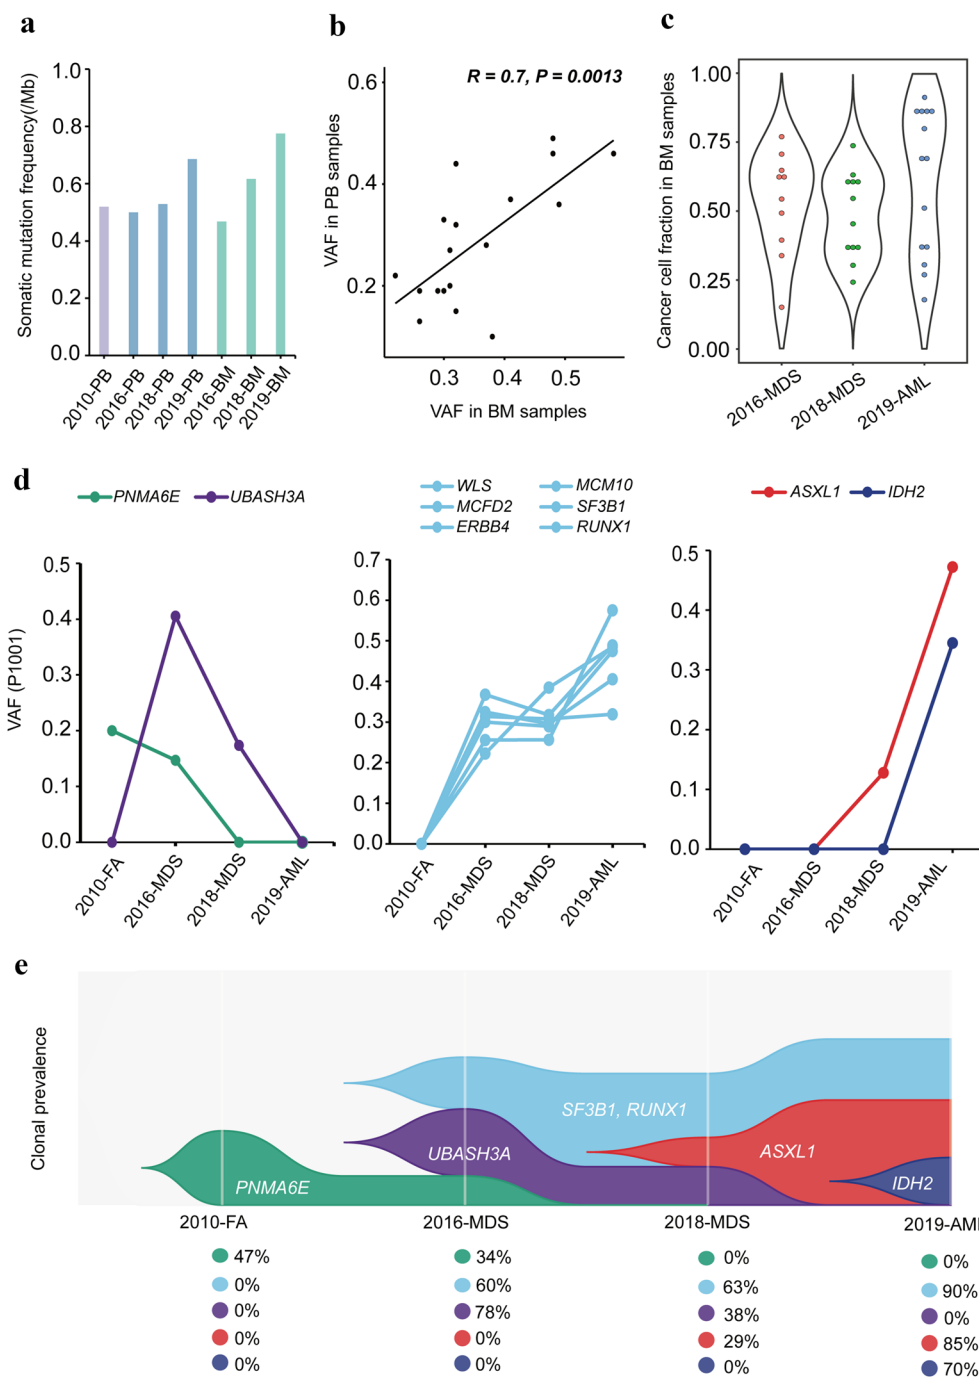 a
Somatic mutation frequency(/Mb)
1.0
0.8
0.6
0.4
0.2
0.0
2010-PB
2016-PB
2018-PB
2019-PB
2016-BM
2018-BM
2019-BM
b
R = 0.7, P = 0.0013
VAF in PB samples
0.6
0.4
0.2
0.3
0.4
0.5
VAF in BM samples
c
Cancer cell fraction in BM samples
1.00
0.75
0.50
0.25
0.00
2016-MDS
2018-MDS
2019-AML
d
PNMA6E
UBASH3A
VAF (P1001)
0.5
0.4
0.3
0.2
0.1
0.0
2010-FA
2016-MDS
2018-MDS
2019-AML
WLS
MCM10
MCFD2
SF3B1
ERBB4
RUNX1
0.7
0.6
0.5
0.4
0.3
0.2
0.1
0.0
2010-FA
2016-MDS
2018-MDS
2019-AML
ASXL1
IDH2
0.5
0.4
0.3
0.2
0.1
0.0
2010-FA
2016-MDS
2018-MDS
2019-AML
e
Clonal prevalence
SF3B1, RUNX1
UBASH3A
ASXL1
PNMA6E
IDH2
2010-FA
2016-MDS
2018-MDS
2019-AML
47%
34%
0%
0%
0%
60%
63%
90%
0%
78%
38%
0%
0%
0%
29%
85%
0%
0%
0%
70%